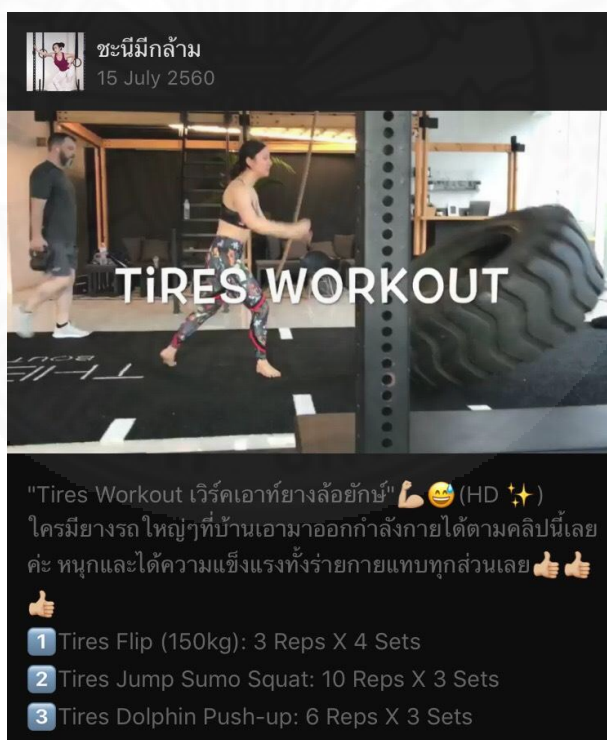 ชะนีมีกล้าม
15 July 2560
TiRES WORKOUT
"Tires Workout เวิร์คเอาท์ยางล้อยักษ์"💪😅(HD ✨)
ใครมียางรถใหญ่ๆที่บ้านเอามาออกกำลังกายได้ตามคลิปนี้เลย
ค่ะ หนุกและได้ความแข็งแรงทั้งร่ายกายแทบทุกส่วนเลย👍👍
👍
1 Tires Flip (150kg): 3 Reps X 4 Sets
2 Tires Jump Sumo Squat: 10 Reps X 3 Sets
3 Tires Dolphin Push-up: 6 Reps X 3 Sets